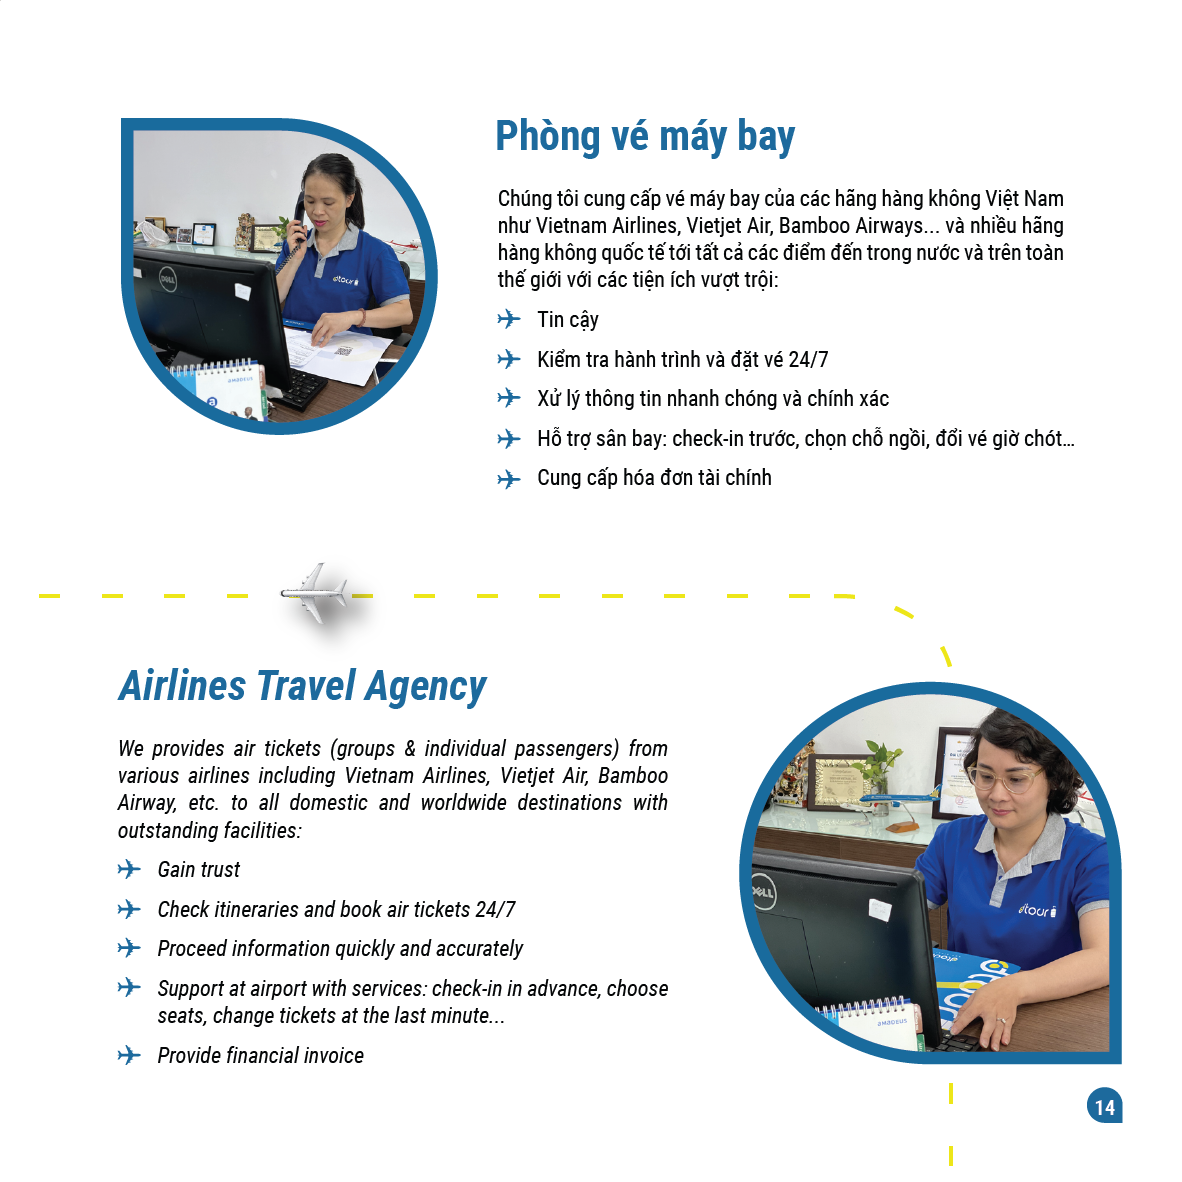 Phòng vé máy bay
Chúng tôi cung cấp vé máy bay của các hãng hàng không Việt Nam
như Vietnam Airlines, Vietjet Air, Bamboo Airways... và nhiều hãng
hàng không quốc tế tới tất cả các điểm đến trong nước và trên toàn
thế giới với các tiện ích vượt trội:
Tin cậy
Kiểm tra hành trình và đặt vé 24/7
Xử lý thông tin nhanh chóng và chính xác
Hỗ trợ sân bay: check-in trước, chọn chỗ ngồi, đổi vé giờ chót...
Cung cấp hóa đơn tài chính
DELL
dtour
amadeus
a
Airlines Travel Agency
We provides air tickets (groups & individual passengers) from
various airlines including Vietnam Airlines, Vietjet Air, Bamboo
Airway, etc. to all domestic and worldwide destinations with
outstanding facilities:
Gain trust
Check itineraries and book air tickets 24/7
Proceed information quickly and accurately
Support at airport with services: check-in in advance, choose
seats, change tickets at the last minute...
Provide financial invoice
DELL
dtour
amadeus
14